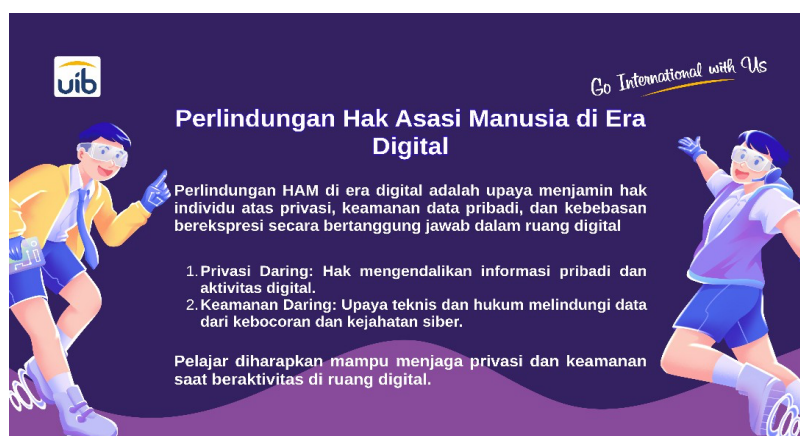 uib
Go International with Us
Perlindungan Hak Asasi Manusia di Era
Digital
Perlindungan HAM di era digital adalah upaya menjamin hak
individu atas privasi, keamanan data pribadi, dan kebebasan
berekspresi secara bertanggung jawab dalam ruang digital
1. Privasi Daring: Hak mengendalikan informasi pribadi dan
aktivitas digital.
2. Keamanan Daring: Upaya teknis dan hukum melindungi data
dari kebocoran dan kejahatan siber.
Pelajar diharapkan mampu menjaga privasi dan keamanan
saat beraktivitas di ruang digital.